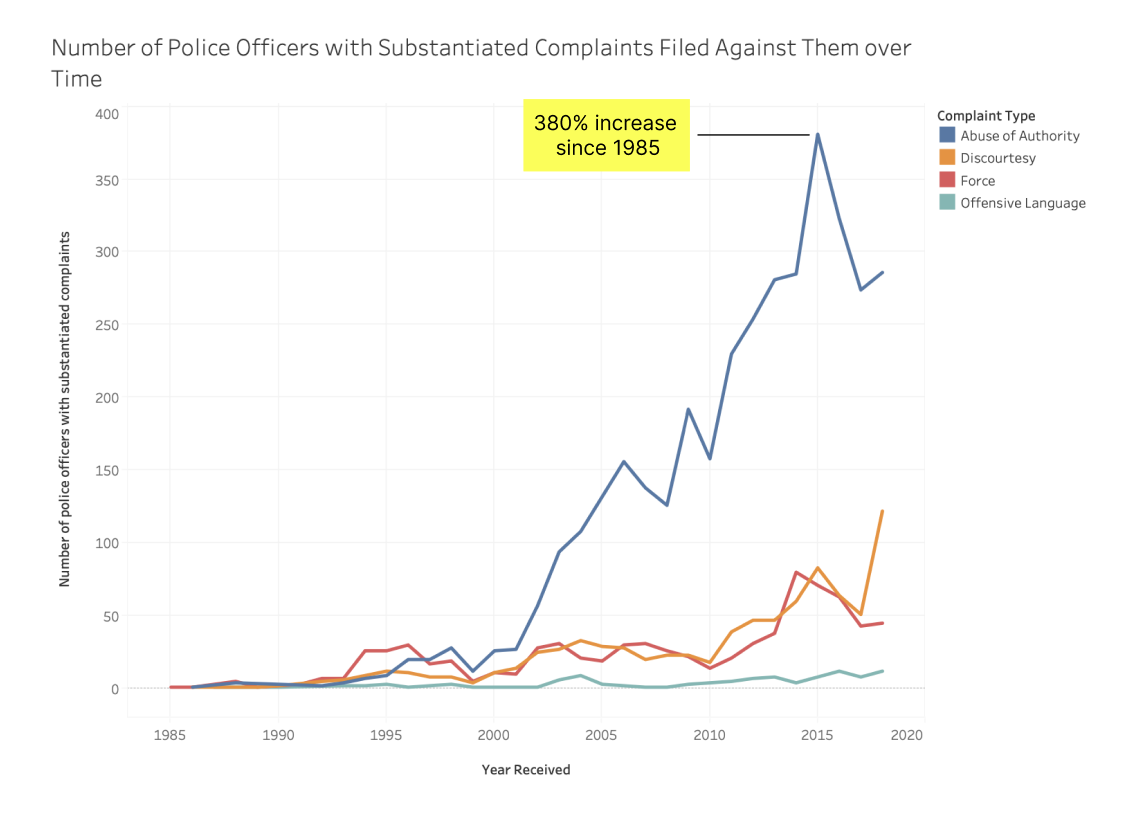 Number of Police Officers with Substantiated Complaints Filed Against Them over
Time
380% increase
since 1985
Complaint Type
Abuse of Authority
Discourtesy
Force
Offensive Language
Number of police officers with substantiated complaints
400
350
300
250
200
150
100
50
0
1985
1990
1995
2000
2005
2010
2015
2020
Year Received